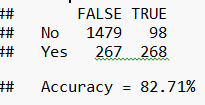 ##       FALSE TRUE
##   No   1479   98
##   Yes   267  268
##   Accuracy = 82.71%